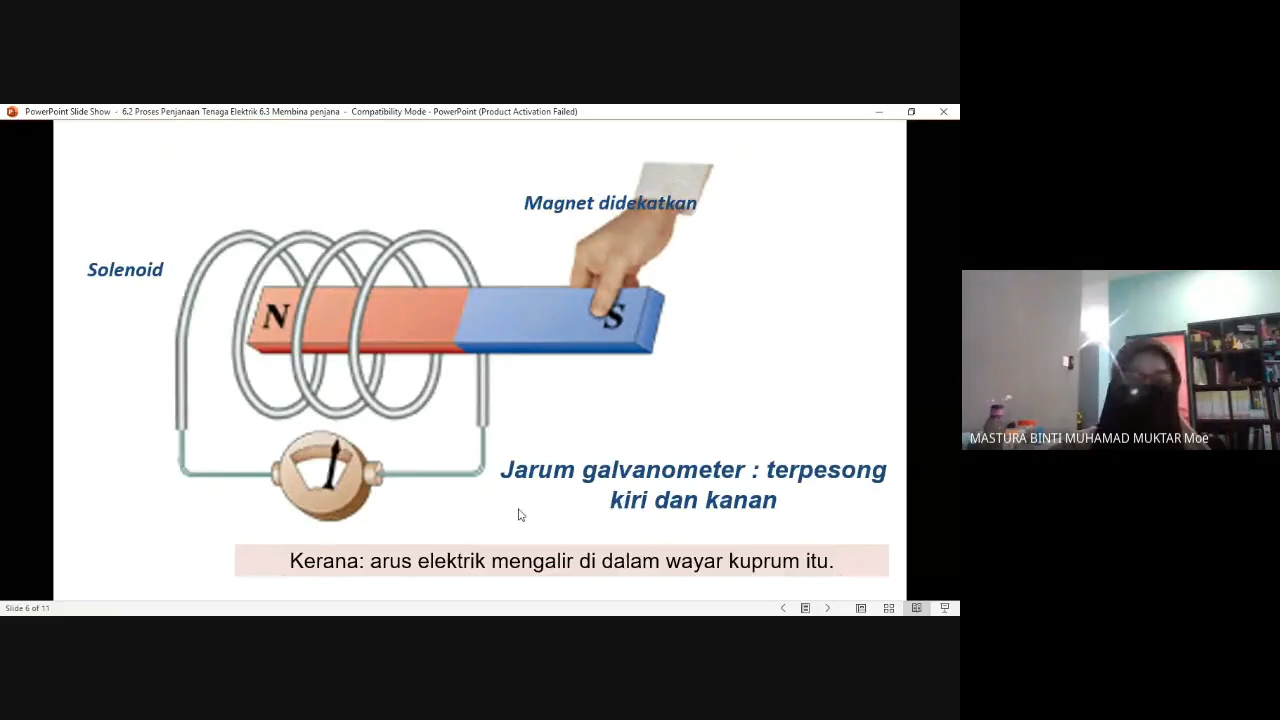 PowerPoint Slide Show - 6.2 Proses Penjanaan Tenaga Elektrik 6.3 Membina penjana - Compatibility Mode - PowerPoint (Product Activation Failed)
Magnet didekatkan
Solenoid
N
S
Jarum galvanometer : terpesong
kiri dan kanan
Kerana: arus elektrik mengalir di dalam wayar kuprum itu.
Slide 6 of 11
MASTURA BINTI MUHAMAD MUKTAR Moe